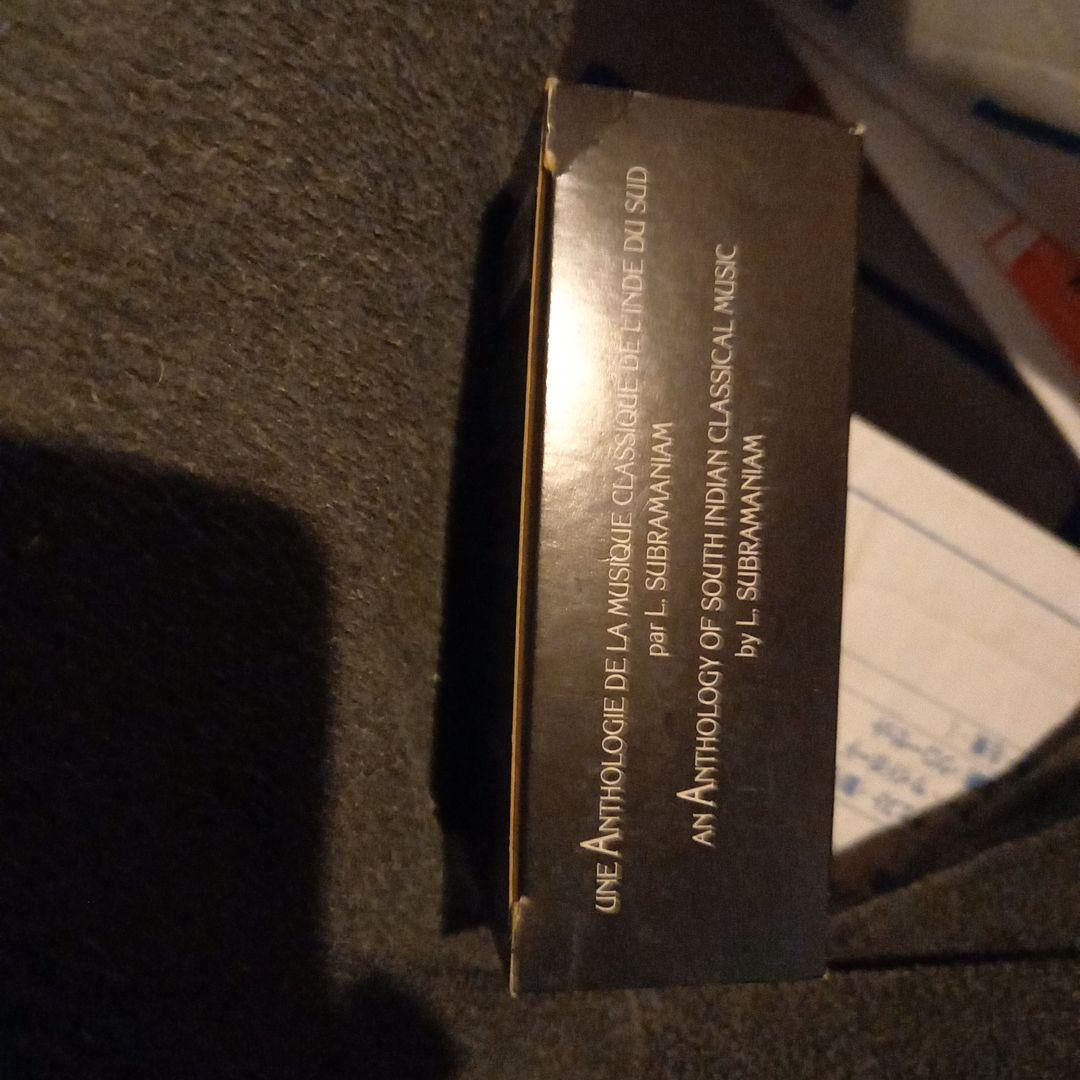 UNE ANTHOLOGIE DE LA MUSIQUE CLASSIQUE DE L'INDE DU SUD
par L. SUBRAMANIAM
AN ANTHOLOGY OF SOUTH INDIAN CLASSICAL MUSIC
by L. SUBRAMANIAM